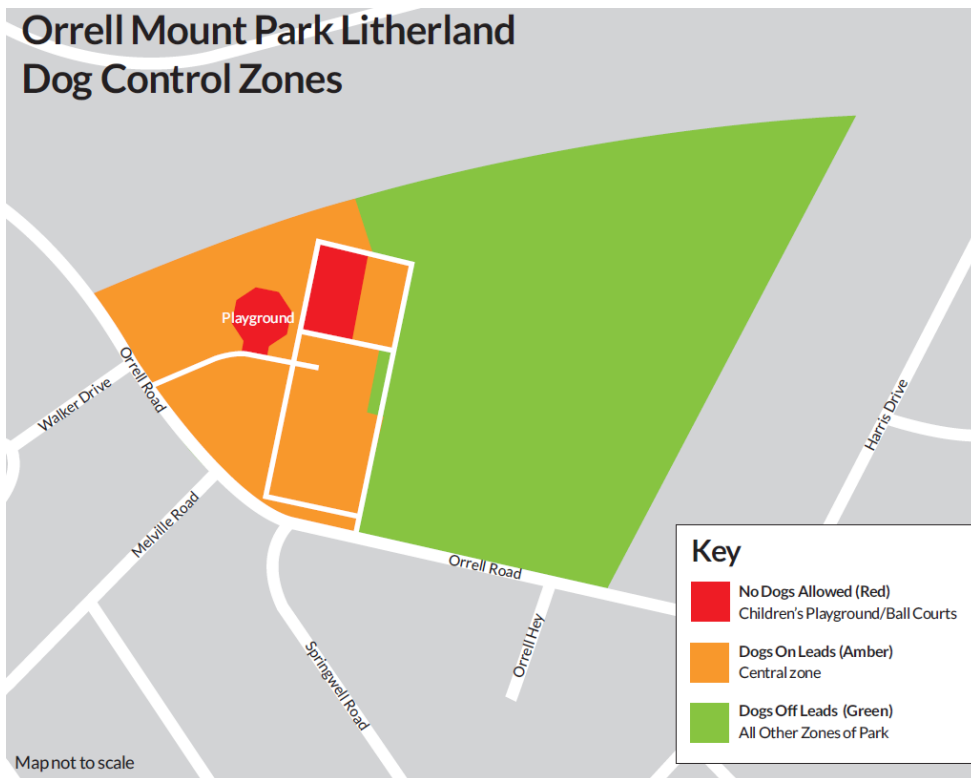 Orrell Mount Park Litherland
Dog Control Zones
Playground
Orrell Road
Walker Drive
Melville Road
Harris Drive
Orrell Road
Orrell Hey
Springwell Road
Key
No Dogs Allowed (Red)
Children's Playground/Ball Courts
Dogs On Leads (Amber)
Central zone
Dogs Off Leads (Green)
All Other Zones of Park
Map not to scale